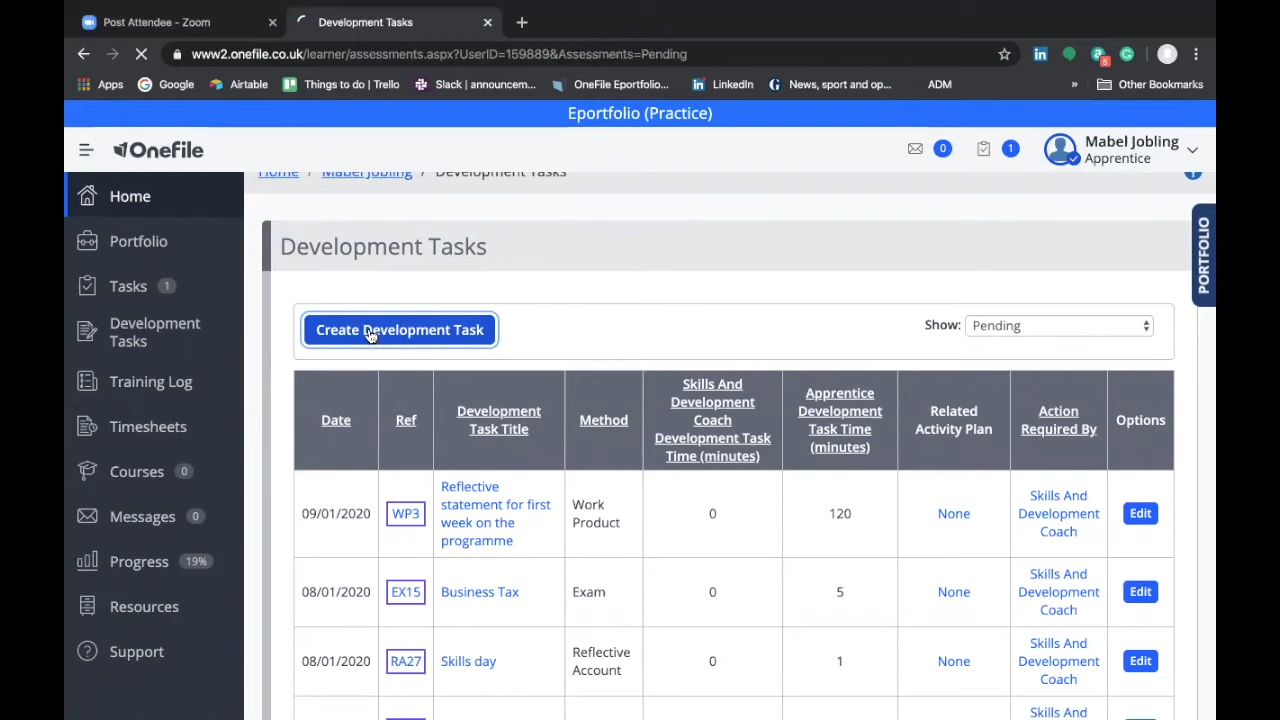 Post Attendee - Zoom
Development Tasks
www2.onefile.co.uk/learner/assessments.aspx?UserID=159889&Assessments=Pending
Apps
Google
Airtable
Things to do | Trello
Slack | announcem...
OneFile Eportfolio...
LinkedIn
News, sport and op...
ADM
»
Other Bookmarks
Eportfolio (Practice)
Onefile
0
1
Mabel Jobling
Apprentice
Home / Mabel Jobling / Development Tasks
Home
Portfolio
Tasks 1
Development
Tasks
Training Log
Timesheets
Courses 0
Messages 0
Progress 19%
Resources
Support
PORTFOLIO
Development Tasks
Create Development Task
Show: Pending
Date
Ref
Development
Task Title
Method
Skills And
Development
Coach
Development Task
Time (minutes)
Apprentice
Development
Task Time
(minutes)
Related
Activity Plan
Action
Required By
Options
09/01/2020
WP3
Reflective
statement for first
week on the
programme
Work
Product
0
120
None
Skills And
Development
Coach
Edit
08/01/2020
EX15
Business Tax
Exam
0
5
None
Skills And
Development
Coach
Edit
08/01/2020
RA27
Skills day
Reflective
Account
0
1
None
Skills And
Development
Coach
Edit
Skills And